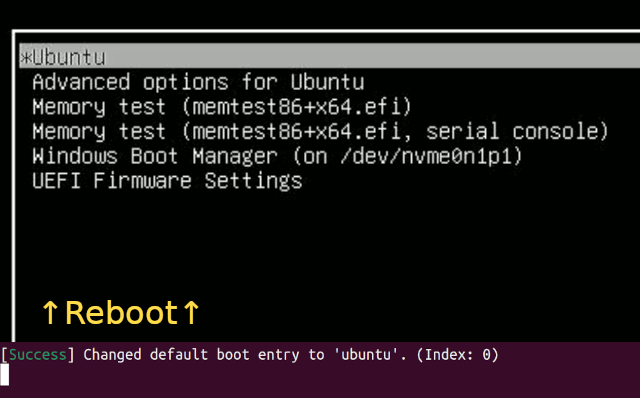 *Ubuntu
Advanced options for Ubuntu
Memory test (memtest86+x64.efi)
Memory test (memtest86+x64.efi, serial console)
Windows Boot Manager (on /dev/nvme0n1p1)
UEFI Firmware Settings
↑Reboot↑
[Success] Changed default boot entry to 'ubuntu'. (Index: 0)